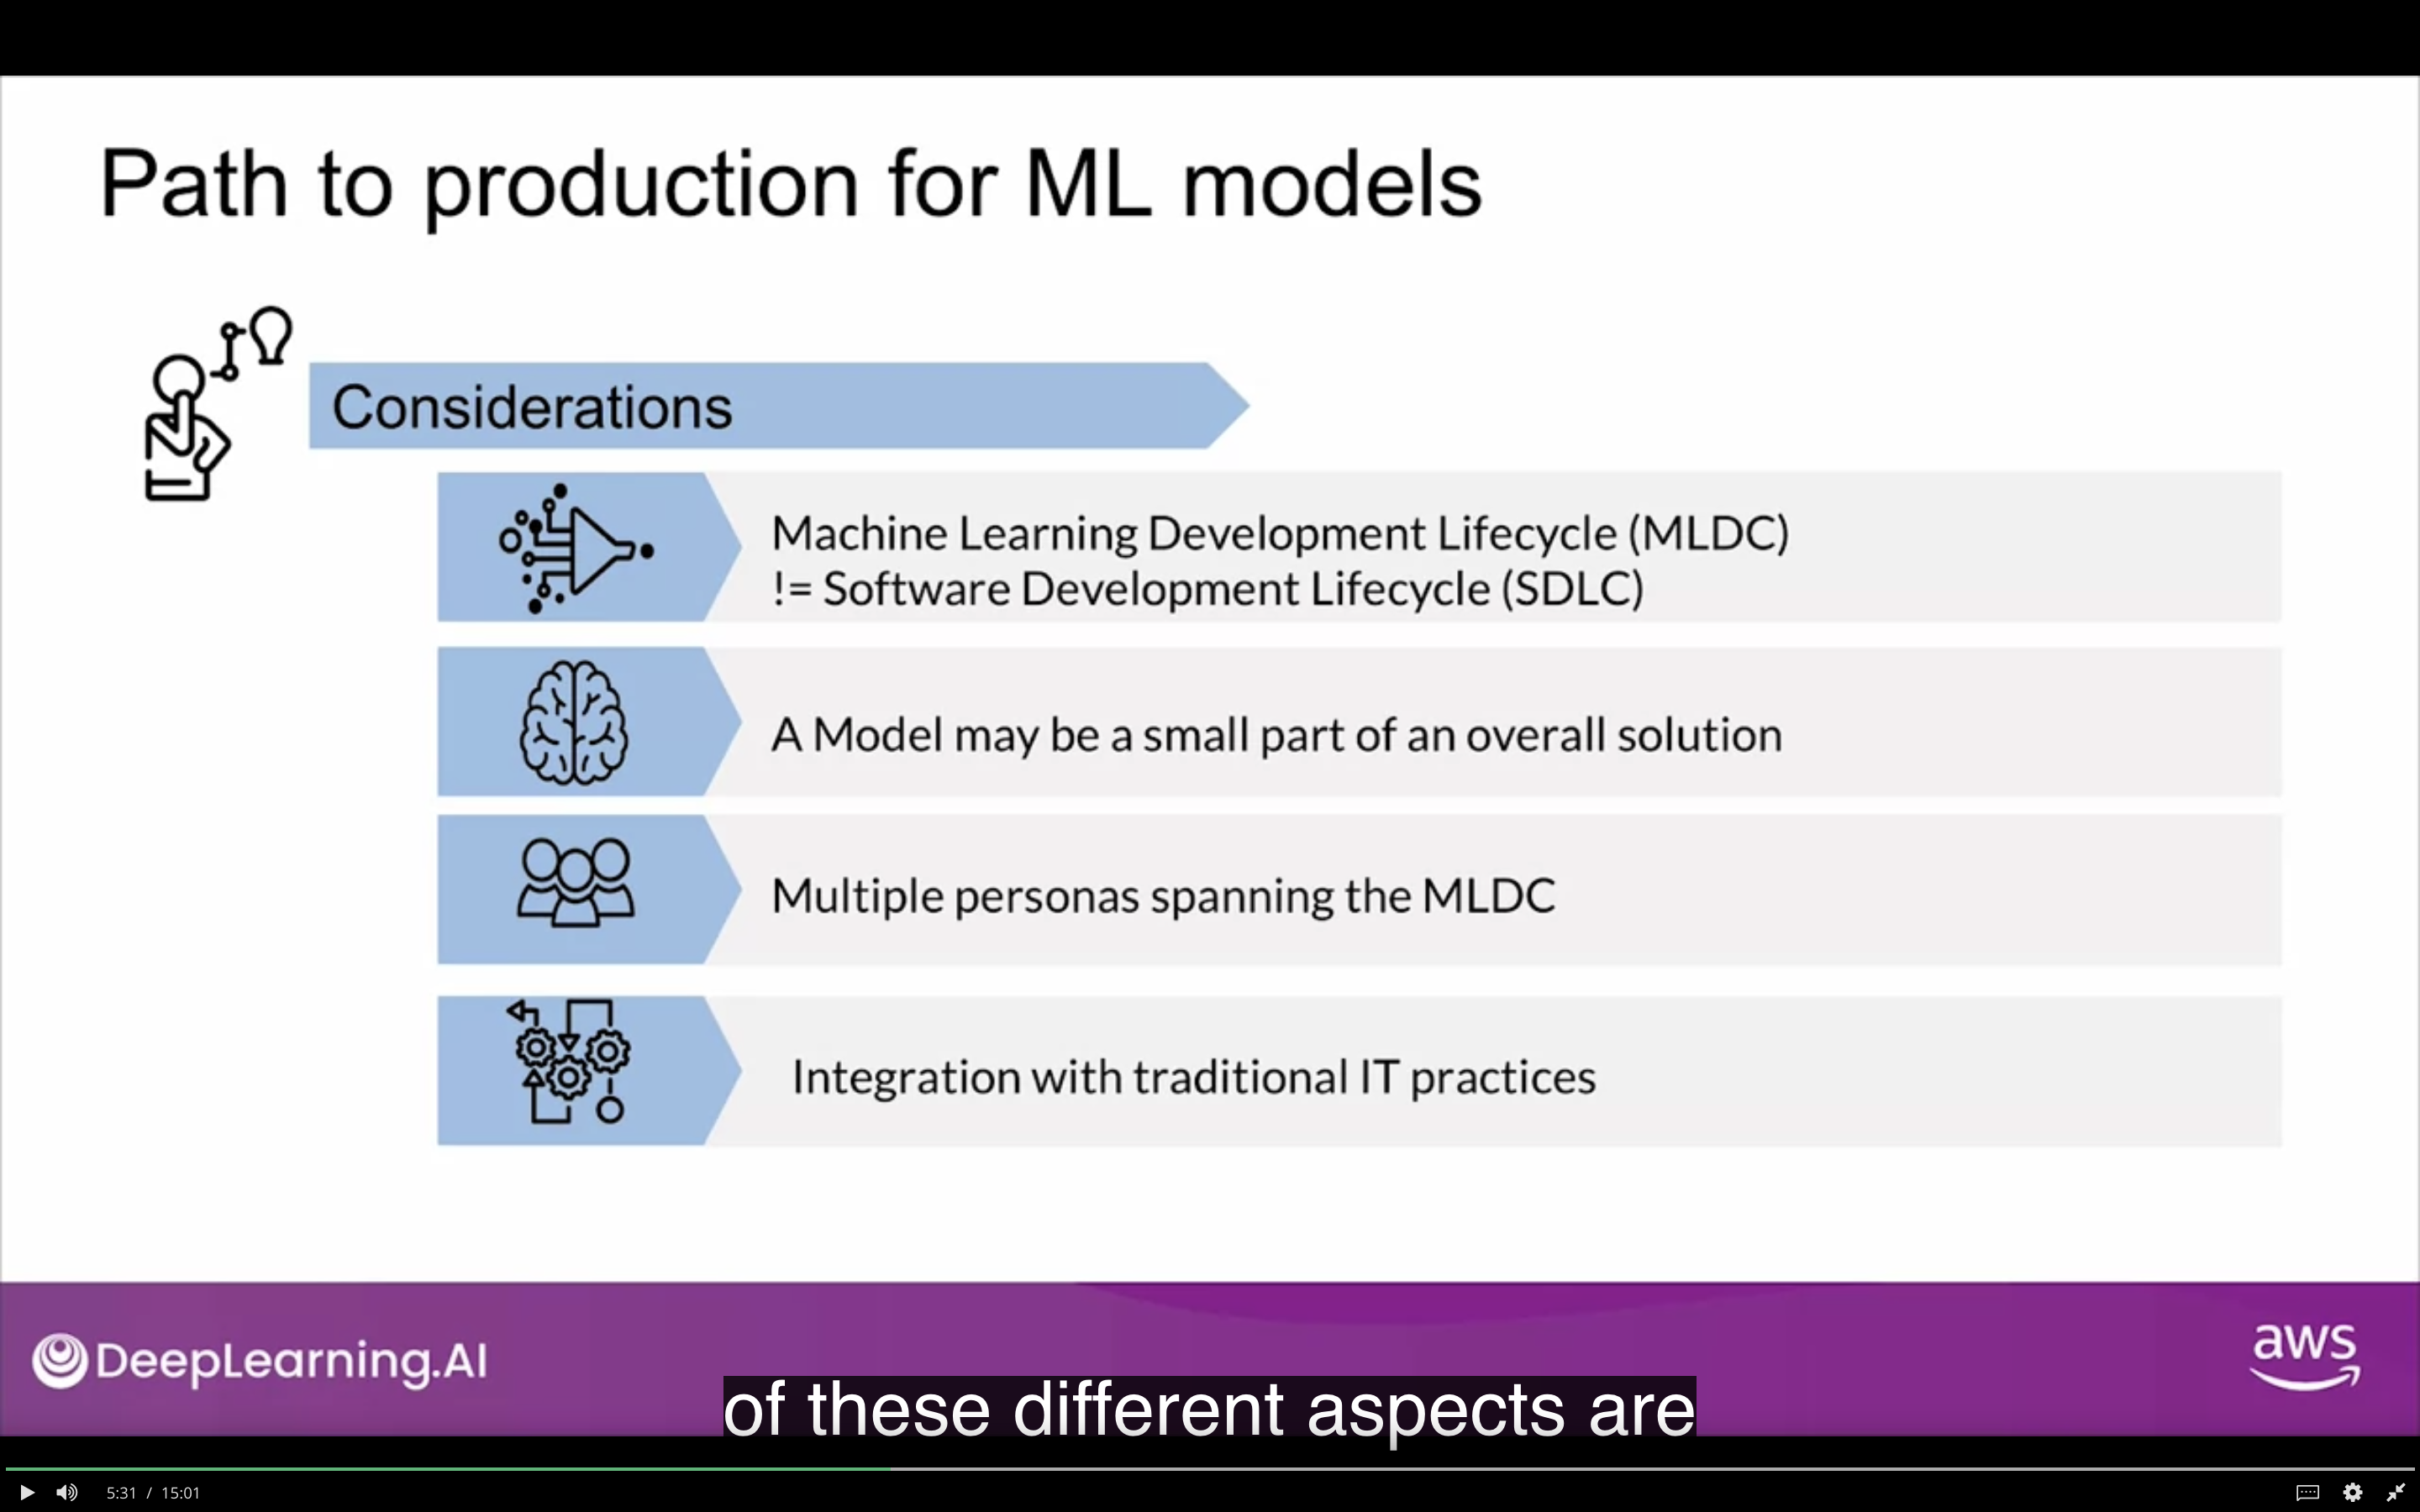 Path to production for ML models
Considerations
Machine Learning Development Lifecycle (MLDC)
!= Software Development Lifecycle (SDLC)
A Model may be a small part of an overall solution
Multiple personas spanning the MLDC
Integration with traditional IT practices
DeepLearning.AI
aws
of these different aspects are
5:31 / 15:01